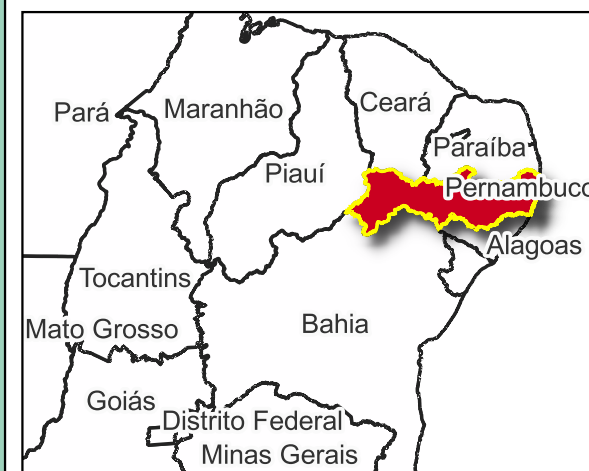 Pará
Maranhão
Ceará
Paraíba
Piauí
Pernambuco
Alagoas
Tocantins
Mato Grosso
Bahia
Goiás
Distrito Federal
Minas Gerais